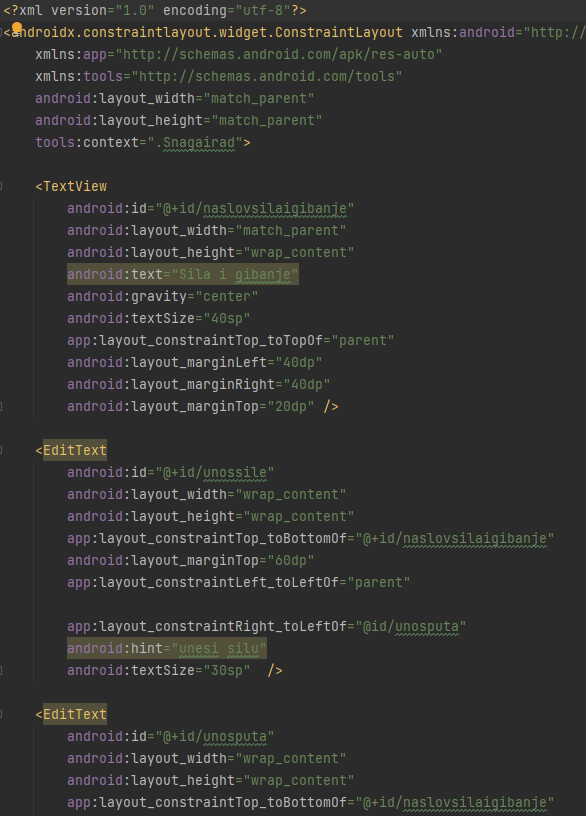 <?xml version="1.0" encoding="utf-8"?>
<androidx.constraintlayout.widget.ConstraintLayout xmlns:android="http://
xmlns:app="http://schemas.android.com/apk/res-auto"
xmlns:tools="http://schemas.android.com/tools"
android:layout_width="match_parent"
android:layout_height="match_parent"
tools:context=".Snagairad">
<TextView
android:id="@+id/naslovsilaigibanje"
android:layout_width="match_parent"
android:layout_height="wrap_content"
android:text="Sila i gibanje"
android:gravity="center"
android:textSize="40sp"
app:layout_constraintTop_toTopOf="parent"
android:layout_marginLeft="40dp"
android:layout_marginRight="40dp"
android:layout_marginTop="20dp" />
<EditText
android:id="@+id/unossile"
android:layout_width="wrap_content"
android:layout_height="wrap_content"
app:layout_constraintTop_toBottomOf="@+id/naslovsilaigibanje"
android:layout_marginTop="60dp"
app:layout_constraintLeft_toLeftOf="parent"
app:layout_constraintRight_toLeftOf="@id/unosputa"
android:hint="unesi silu"
android:textSize="30sp"  />
<EditText
android:id="@+id/unosputa"
android:layout_width="wrap_content"
android:layout_height="wrap_content"
app:layout_constraintTop_toBottomOf="@+id/naslovsilaigibanje"